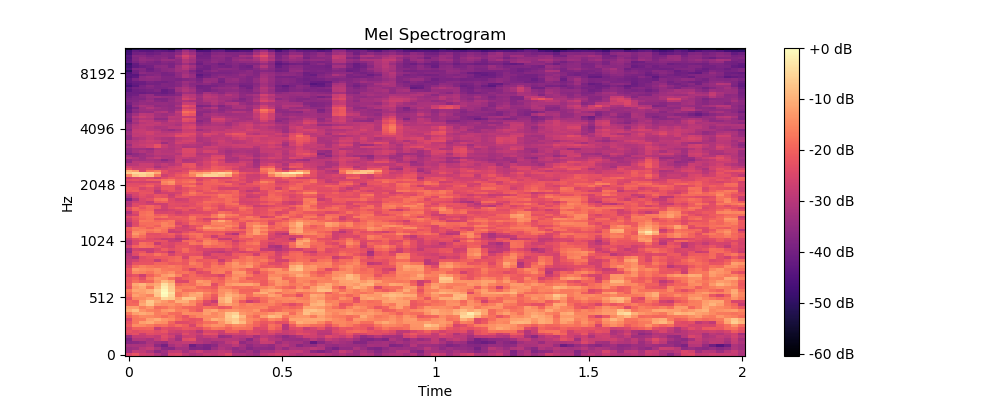 Mel Spectrogram
Hz
8192
4096
2048
1024
512
0
0
0.5
1
1.5
2
Time
+0 dB
-10 dB
-20 dB
-30 dB
-40 dB
-50 dB
-60 dB